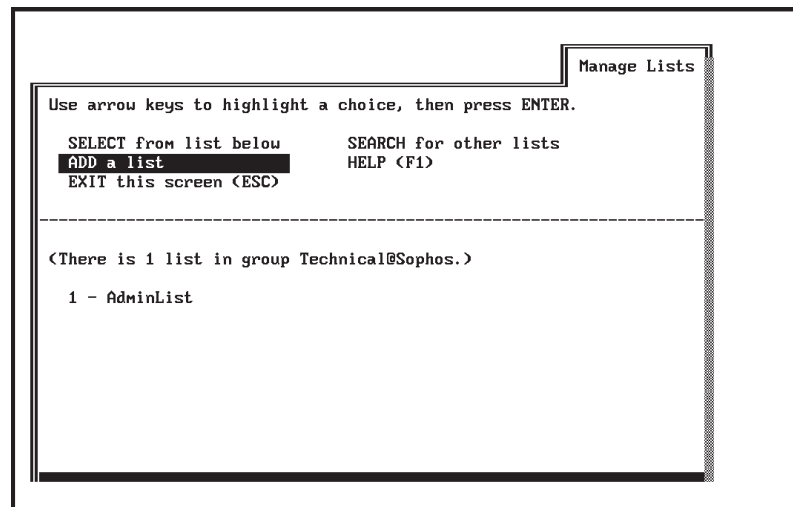 Manage Lists
Use arrow keys to highlight a choice, then press ENTER.
SELECT from list below SEARCH for other lists
ADD a list HELP (F1)
EXIT this screen (ESC)
(There is 1 list in group Technical@Sophos.)
1 - AdminList